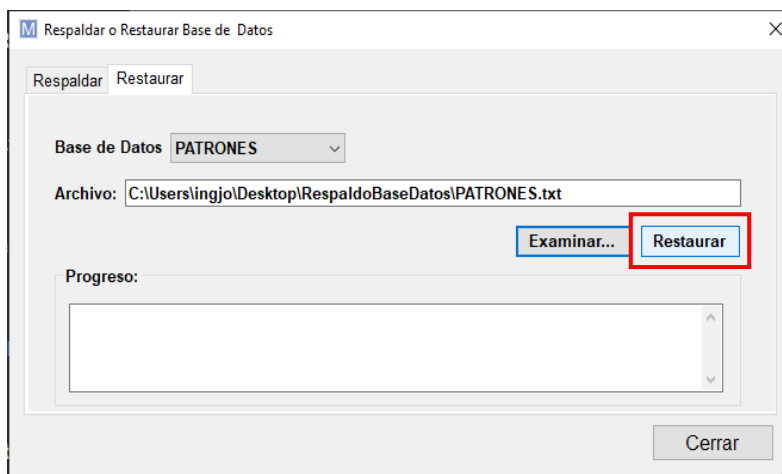 M Respaldar o Restaurar Base de Datos
Respaldar Restaurar
Base de Datos PATRONES
Archivo: C:\Users\ingjo\Desktop\RespaldoBaseDatos\PATRONES.txt
Examinar... Restaurar
Progreso:
Cerrar